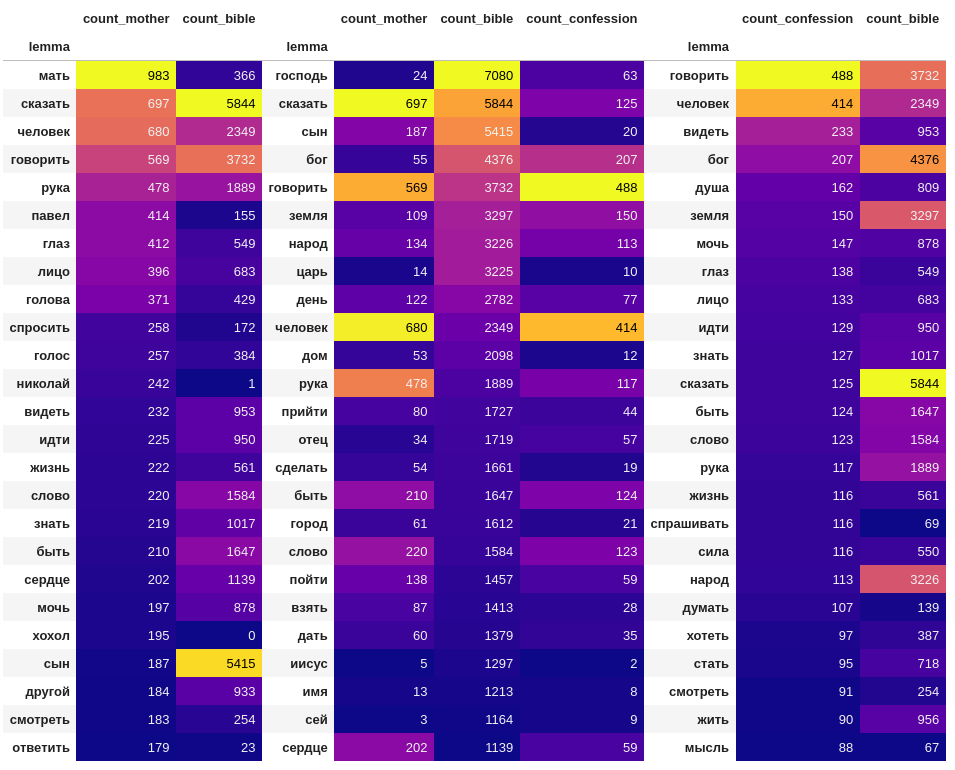 count_mother count_bible count_mother count_bible count_confession count_confession count_bible
lemma lemma lemma
мать 983 366 господь 24 7080 63 говорить 488 3732
сказать 697 5844 сказать 697 5844 125 человек 414 2349
человек 680 2349 сын 187 5415 20 видеть 233 953
говорить 569 3732 бог 55 4376 207 бог 207 4376
рука 478 1889 говорить 569 3732 488 душа 162 809
павел 414 155 земля 109 3297 150 земля 150 3297
глаз 412 549 народ 134 3226 113 мочь 147 878
лицо 396 683 царь 14 3225 10 глаз 138 549
голова 371 429 день 122 2782 77 лицо 133 683
спросить 258 172 человек 680 2349 414 идти 129 950
голос 257 384 дом 53 2098 12 знать 127 1017
николай 242 1 рука 478 1889 117 сказать 125 5844
видеть 232 953 прийти 80 1727 44 быть 124 1647
идти 225 950 отец 34 1719 57 слово 123 1584
жизнь 222 561 сделать 54 1661 19 рука 117 1889
слово 220 1584 быть 210 1647 124 жизнь 116 561
знать 219 1017 город 61 1612 21 спрашивать 116 69
быть 210 1647 слово 220 1584 123 сила 116 550
сердце 202 1139 пойти 138 1457 59 народ 113 3226
мочь 197 878 взять 87 1413 28 думать 107 139
хохол 195 0 дать 60 1379 35 хотеть 97 387
сын 187 5415 иисус 5 1297 2 стать 95 718
другой 184 933 имя 13 1213 8 смотреть 91 254
смотреть 183 254 сей 3 1164 9 жить 90 956
ответить 179 23 сердце 202 1139 59 мысль 88 67